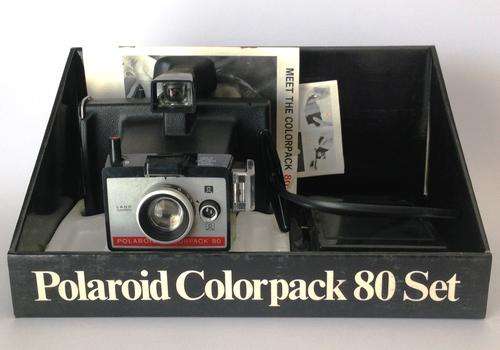 MEET THE COLORPACK 80
LAND
POLAROID COLORPACK 80
Polaroid Colorpack 80 Set